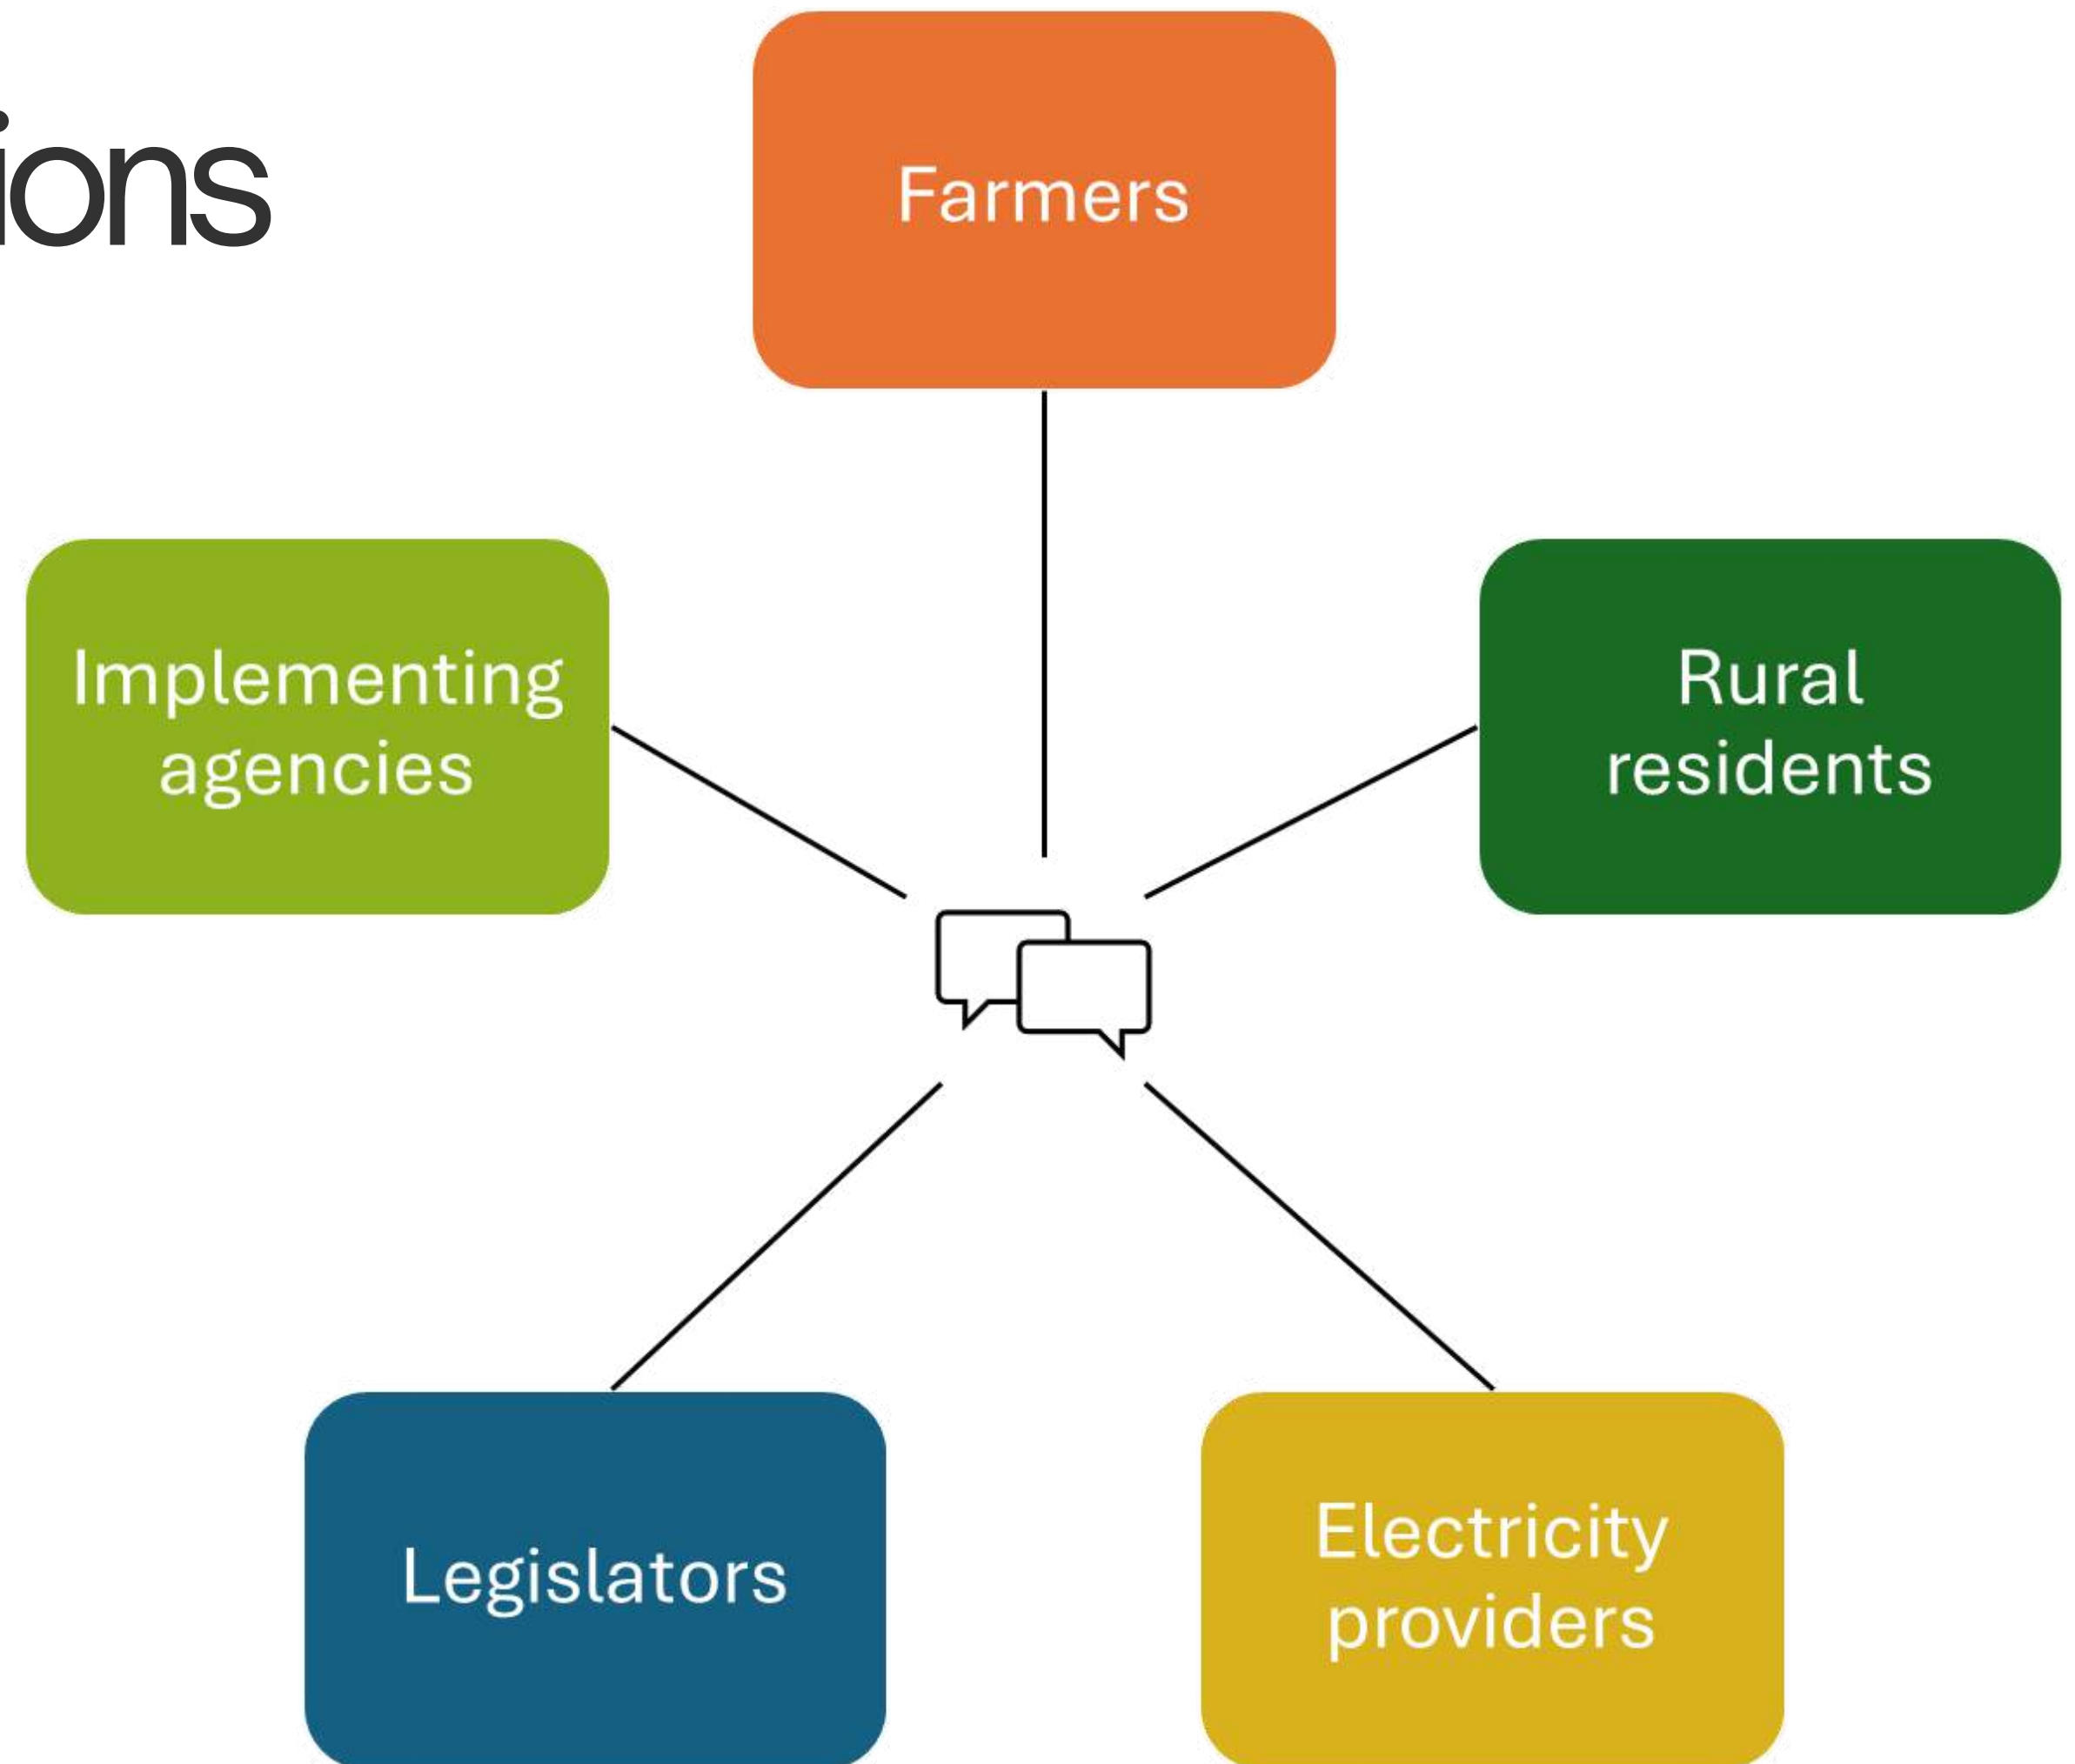 ions
Farmers
Implementing
agencies
Rural
residents
Legislators
Electricity
providers